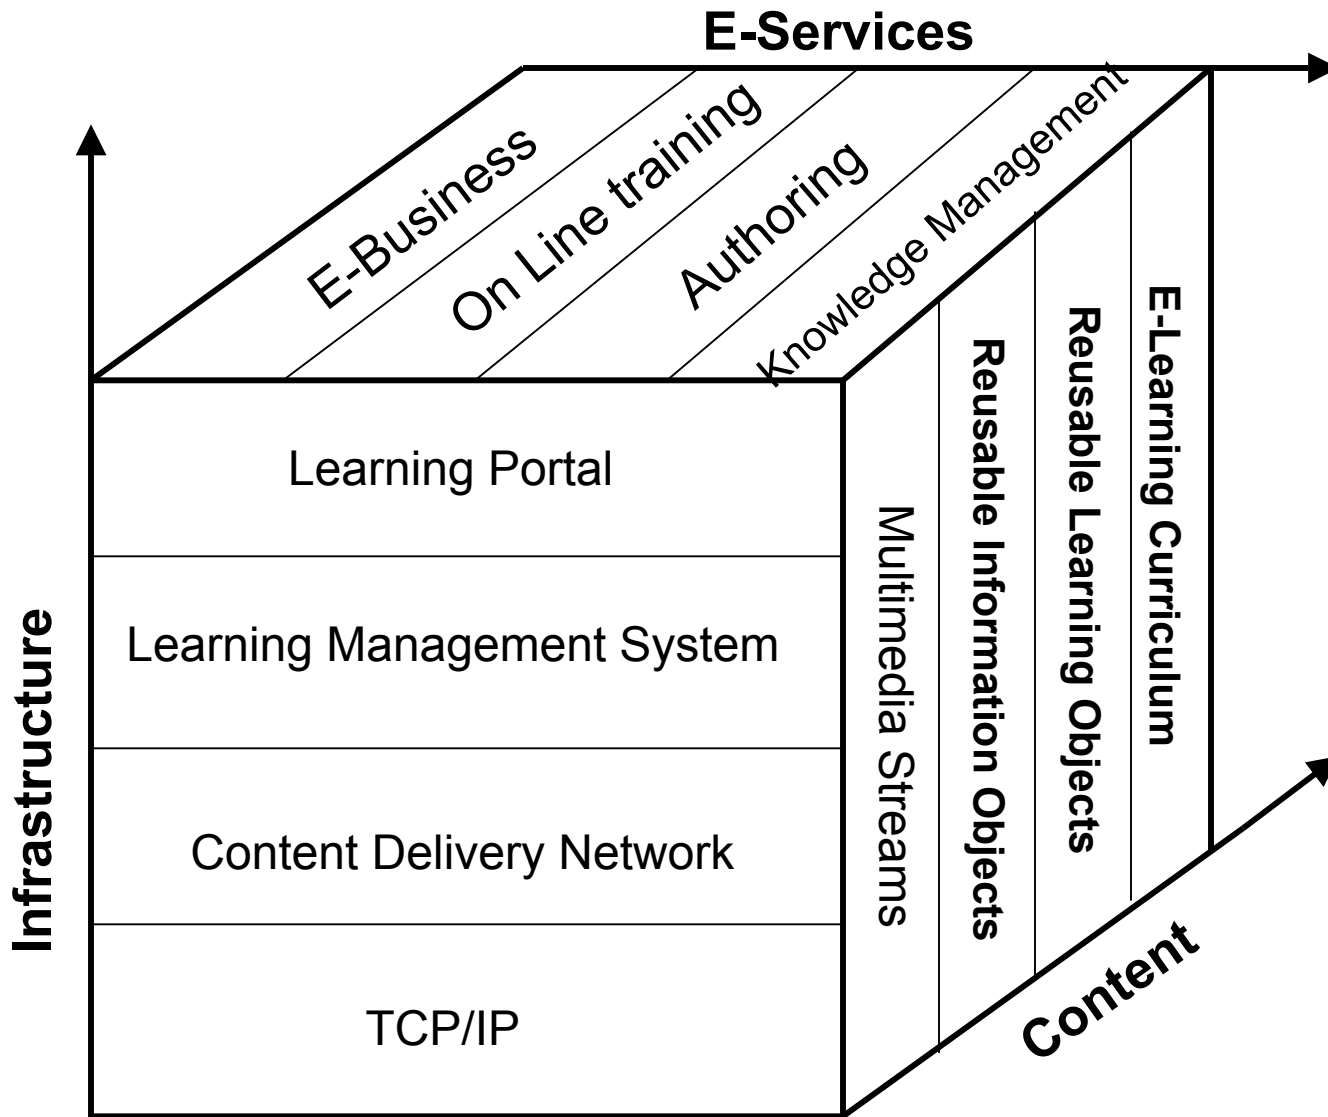 E-Services
E-Business
On Line training
Authoring
Knowledge Management
Infrastructure
Learning Portal
Learning Management System
Content Delivery Network
TCP/IP
Multimedia Streams
Reusable Information Objects
Reusable Learning Objects
E-Learning Curriculum
Content